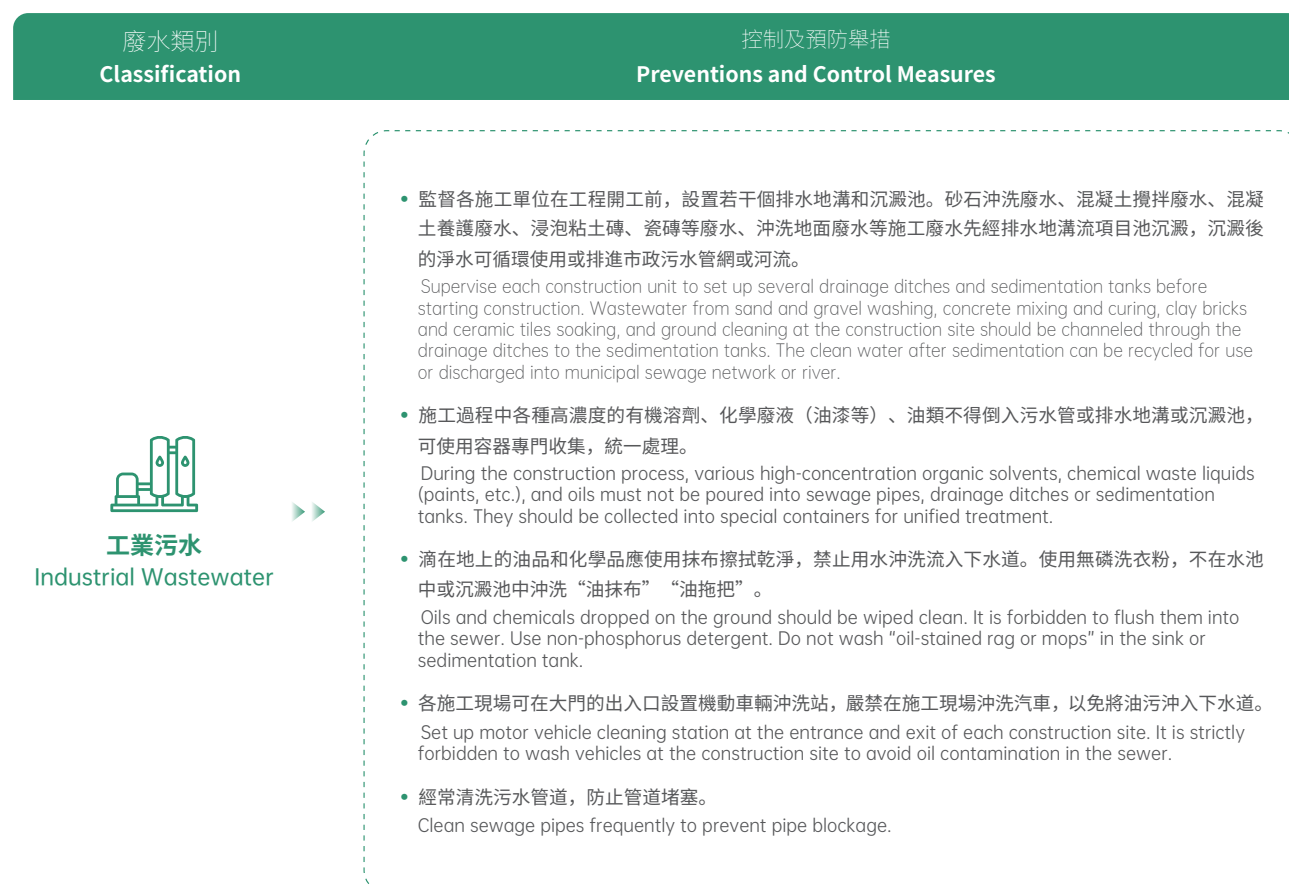 廢水類別
Classification
控制及預防舉措
Preventions and Control Measures
工業污水
Industrial Wastewater
• 監督各施工單位在工程開工前，設置若干個排水地溝和沉澱池。砂石沖洗廢水、混凝土攪拌廢水、混凝
土養護廢水、浸泡粘土磚、瓷磚等廢水、沖洗地面廢水等施工廢水先經排水地溝流項目池沉澱，沉澱後
的淨水可循環使用或排進市政污水管網或河流。
Supervise each construction unit to set up several drainage ditches and sedimentation tanks before
starting construction. Wastewater from sand and gravel washing, concrete mixing and curing, clay bricks
and ceramic tiles soaking, and ground cleaning at the construction site should be channeled through the
drainage ditches to the sedimentation tanks. The clean water after sedimentation can be recycled for use
or discharged into municipal sewage network or river.
• 施工過程中各種高濃度的有機溶劑、化學廢液（油漆等）、油類不得倒入污水管或排水地溝或沉澱池，
可使用容器專門收集，統一處理。
During the construction process, various high-concentration organic solvents, chemical waste liquids
(paints, etc.), and oils must not be poured into sewage pipes, drainage ditches or sedimentation
tanks. They should be collected into special containers for unified treatment.
• 滴在地上的油品和化學品應使用抹布擦拭乾淨，禁止用水沖洗流入下水道。使用無磷洗衣粉，不在水池
中或沉澱池中沖洗“油抹布”“油拖把”。
Oils and chemicals dropped on the ground should be wiped clean. It is forbidden to flush them into
the sewer. Use non-phosphorus detergent. Do not wash “oil-stained rag or mops” in the sink or
sedimentation tank.
• 各施工現場可在大門的出入口設置機動車輛沖洗站，嚴禁在施工現場沖洗汽車，以免將油污沖入下水道。
Set up motor vehicle cleaning station at the entrance and exit of each construction site. It is strictly
forbidden to wash vehicles at the construction site to avoid oil contamination in the sewer.
• 經常清洗污水管道，防止管道堵塞。
Clean sewage pipes frequently to prevent pipe blockage.